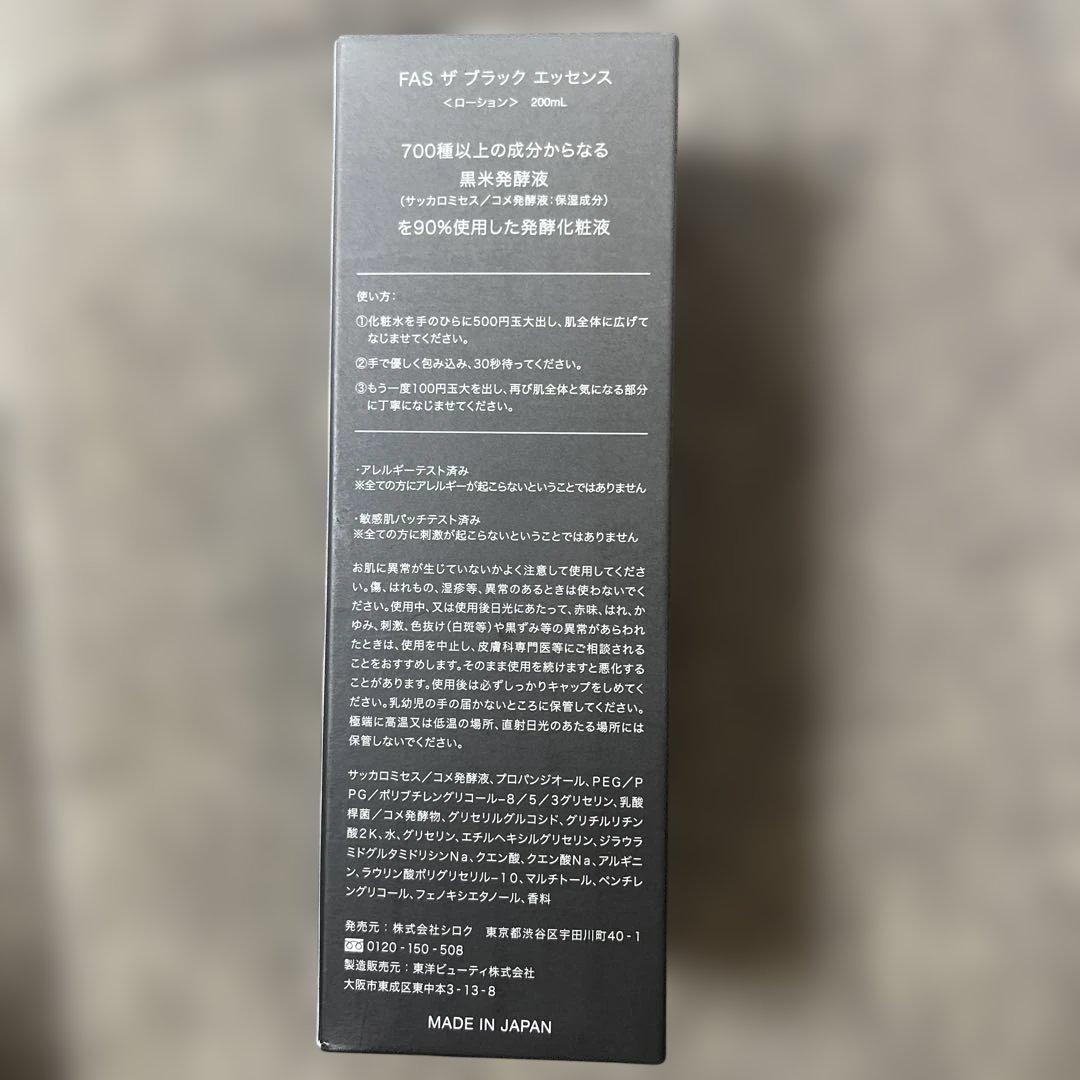 FAS ザ ブラック エッセンス
＜ローション＞ 200mL
700種以上の成分からなる
黒米発酵液
(サッカロミセス／コメ発酵液：保湿成分)
を90%使用した発酵化粧液
使い方：
①化粧水を手のひらに500円玉大出し、肌全体に広げて
なじませてください。
②手で優しく包み込み、30秒待ってください。
③もう一度100円玉大を出し、再び肌全体と気になる部分
に丁寧になじませてください。
・アレルギーテスト済み
※全ての方にアレルギーが起こらないということではありません
・敏感肌パッチテスト済み
※全ての方に刺激が起こらないということではありません
お肌に異常が生じていないかよく注意して使用してくださ
い。傷、はれもの、湿疹等、異常のあるときは使わないでく
ださい。使用中、又は使用後日光にあたって、赤味、はれ、か
ゆみ、刺激、色抜け(白斑等)や黒ずみ等の異常があらわれ
たときは、使用を中止し、皮膚科専門医等にご相談される
ことをおすすめします。そのまま使用を続けますと悪化する
ことがあります。使用後は必ずしっかりキャップをしめてく
ださい。乳幼児の手の届かないところに保管してください。
極端に高温又は低温の場所、直射日光のあたる場所には
保管しないでください。
サッカロミセス／コメ発酵液、プロパンジオール、PEG／P
PG／ポリブチレングリコール−8／5／3グリセリン、乳酸
桿菌／コメ発酵物、グリセリルグルコシド、グリチルリチン
酸2K、水、グリセリン、エチルヘキシルグリセリン、ジラウラ
ミドグルタミドリシンNa、クエン酸、クエン酸Na、アルギニ
ン、ラウリン酸ポリグリセリル−10、マルチトール、ペンチレ
ングリコール、フェノキシエタノール、香料
発売元：株式会社シロク 東京都渋谷区宇田川町40-1
0120-150-508
製造販売元：東洋ビューティ株式会社
大阪市東成区東中本3-13-8
MADE IN JAPAN